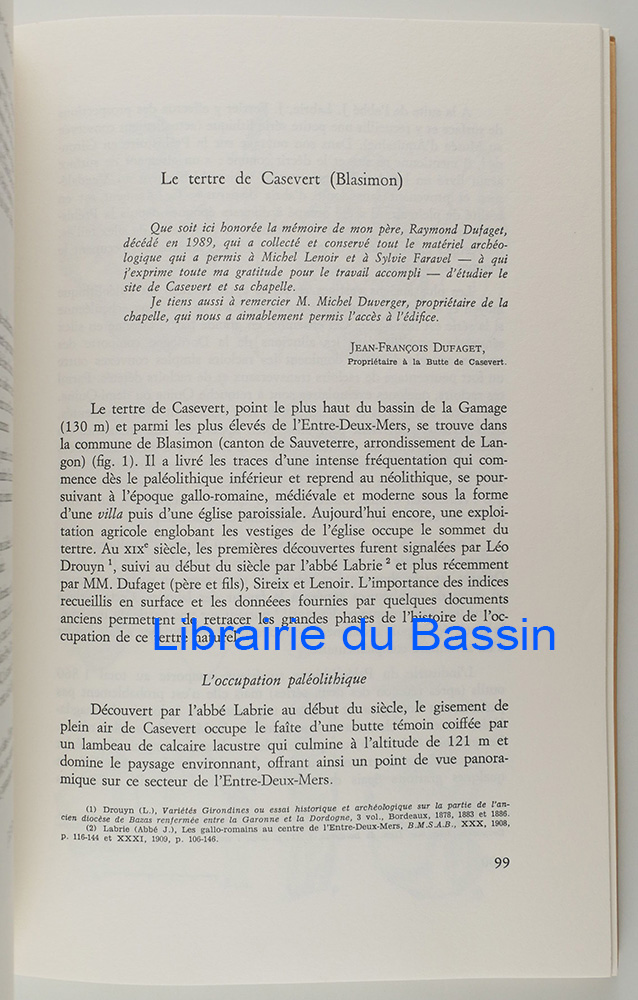 Le tertre de Casevert (Blasimon)
Que soit ici honorée la mémoire de mon père, Raymond Dufaget,
décédé en 1989, qui a collecté et conservé tout le matériel archéo-
logique qui a permis à Michel Lenoir et à Sylvie Faravel — à qui
j'exprime toute ma gratitude pour le travail accompli — d'étudier le
site de Casevert et sa chapelle.
Je tiens aussi à remercier M. Michel Duverger, propriétaire de la
chapelle, qui nous a aimablement permis l'accès à l'édifice.
JEAN-FRANÇOIS DUFAGET,
Propriétaire à la Butte de Casevert.
Le tertre de Casevert, point le plus haut du bassin de la Gamage
(130 m) et parmi les plus élevés de l'Entre-Deux-Mers, se trouve dans
la commune de Blasimon (canton de Sauveterre, arrondissement de Lan-
gon) (fig. 1). Il a livré les traces d'une intense fréquentation qui com-
mence dès le paléolithique inférieur et reprend au néolithique, se pour-
suivant à l'époque gallo-romaine, médiévale et moderne sous la forme
d'une villa puis d'une église paroissiale. Aujourd'hui encore, une exploi-
tation agricole englobant les vestiges de l'église occupe le sommet du
tertre. Au XIXe siècle, les premières découvertes furent signalées par Léo
Drouyn 1, suivi au début du siècle par l'abbé Labrie 2 et plus récemment
par MM. Dufaget (père et fils), Sireix et Lenoir. L'importance des indices
recueillis en surface et les donnéees fournies par quelques documents
anciens permettent de retracer les grandes phases de l'histoire de l'oc-
cupation de ce tertre naturel.
Librairie du Bassin
L'occupation paléolithique
Découvert par l'abbé Labrie au début du siècle, le gisement de
plein air de Casevert occupe le faîte d'une butte témoin coiffée par
un lambeau de calcaire lacustre qui culmine à l'altitude de 121 m et
domine le paysage environnant, offrant ainsi un point de vue panora-
mique sur ce secteur de l'Entre-Deux-Mers.
(1) Drouyn (L.), Variétés Girondines ou essai historique et archéologique sur la partie de l'an-
cien diocèse de Bazas renfermée entre la Garonne et la Dordogne, 3 vol., Bordeaux, 1878, 1883 et 1886.
(2) Labrie (Abbé J.), Les gallo-romains au centre de l'Entre-Deux-Mers, B.M.S.A.B., XXX, 1908,
p. 116-144 et XXXI, 1909, p. 106-146.
99